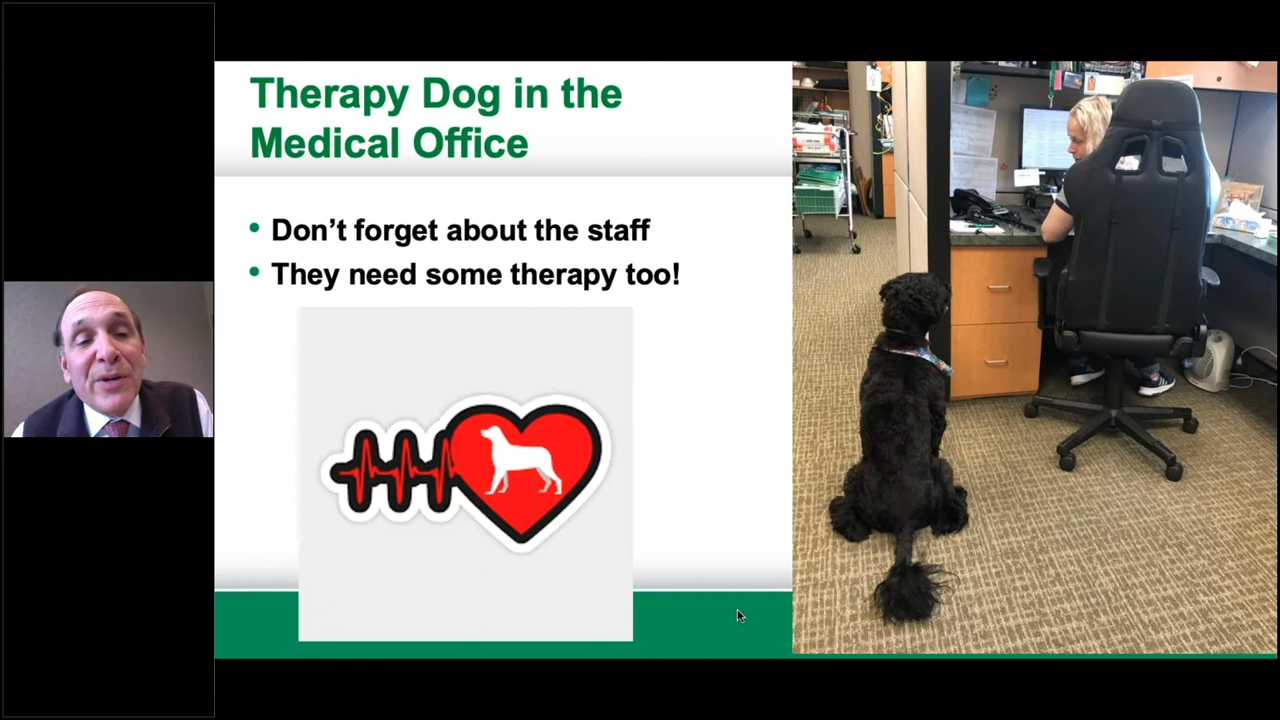 Therapy Dog in the
Medical Office
• Don’t forget about the staff
• They need some therapy too!